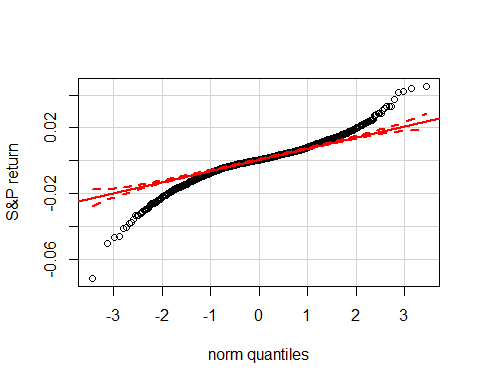 S&P return
0.02
-0.02
-0.06
-3 -2 -1 0 1 2 3
norm quantiles